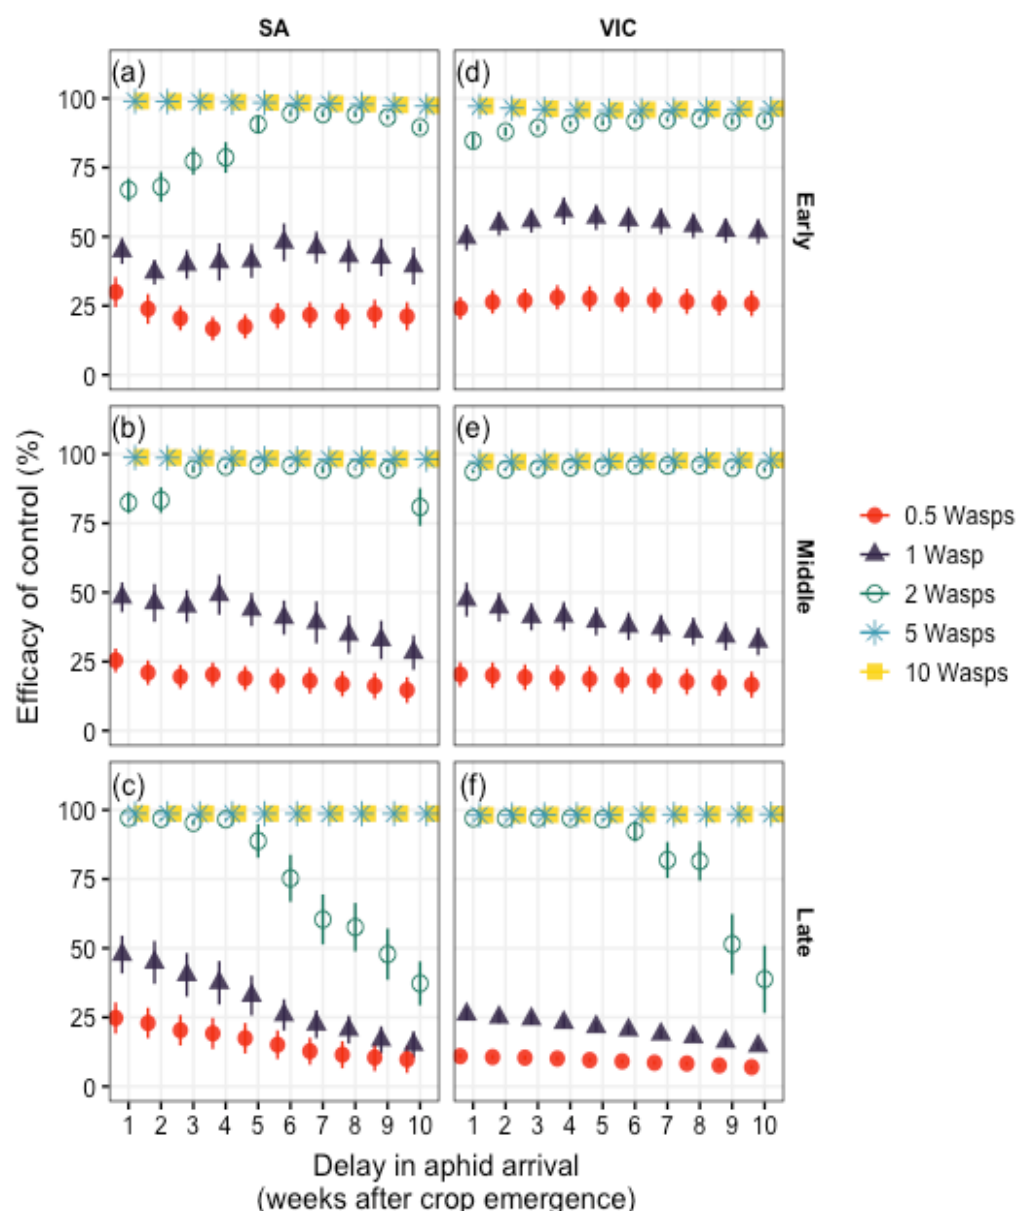 SA VIC
(a) (d)
100
75
50
25
0
Early
(b) (e)
100
75
50
25
0
Middle
(c) (f)
100
75
50
25
0
Late
1 2 3 4 5 6 7 8 9 10 1 2 3 4 5 6 7 8 9 10
Efficacy of control (%)
Delay in aphid arrival
(weeks after crop emergence)
0.5 Wasps
1 Wasp
2 Wasps
5 Wasps
10 Wasps